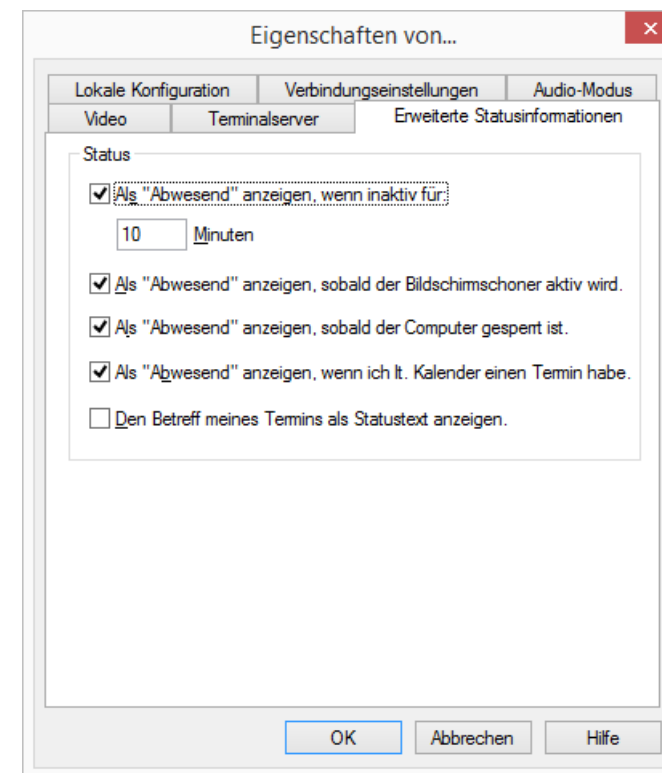 Eigenschaften von...
Lokale Konfiguration Verbindungseinstellungen Audio-Modus
Video Terminalserver Erweiterte Statusinformationen
Status
Als "Abwesend" anzeigen, wenn inaktiv für:
10 Minuten
Als "Abwesend" anzeigen, sobald der Bildschirmschoner aktiv wird.
Als "Abwesend" anzeigen, sobald der Computer gesperrt ist.
Als "Abwesend" anzeigen, wenn ich lt. Kalender einen Termin habe.
Den Betreff meines Termins als Statustext anzeigen.
OK Abbrechen Hilfe